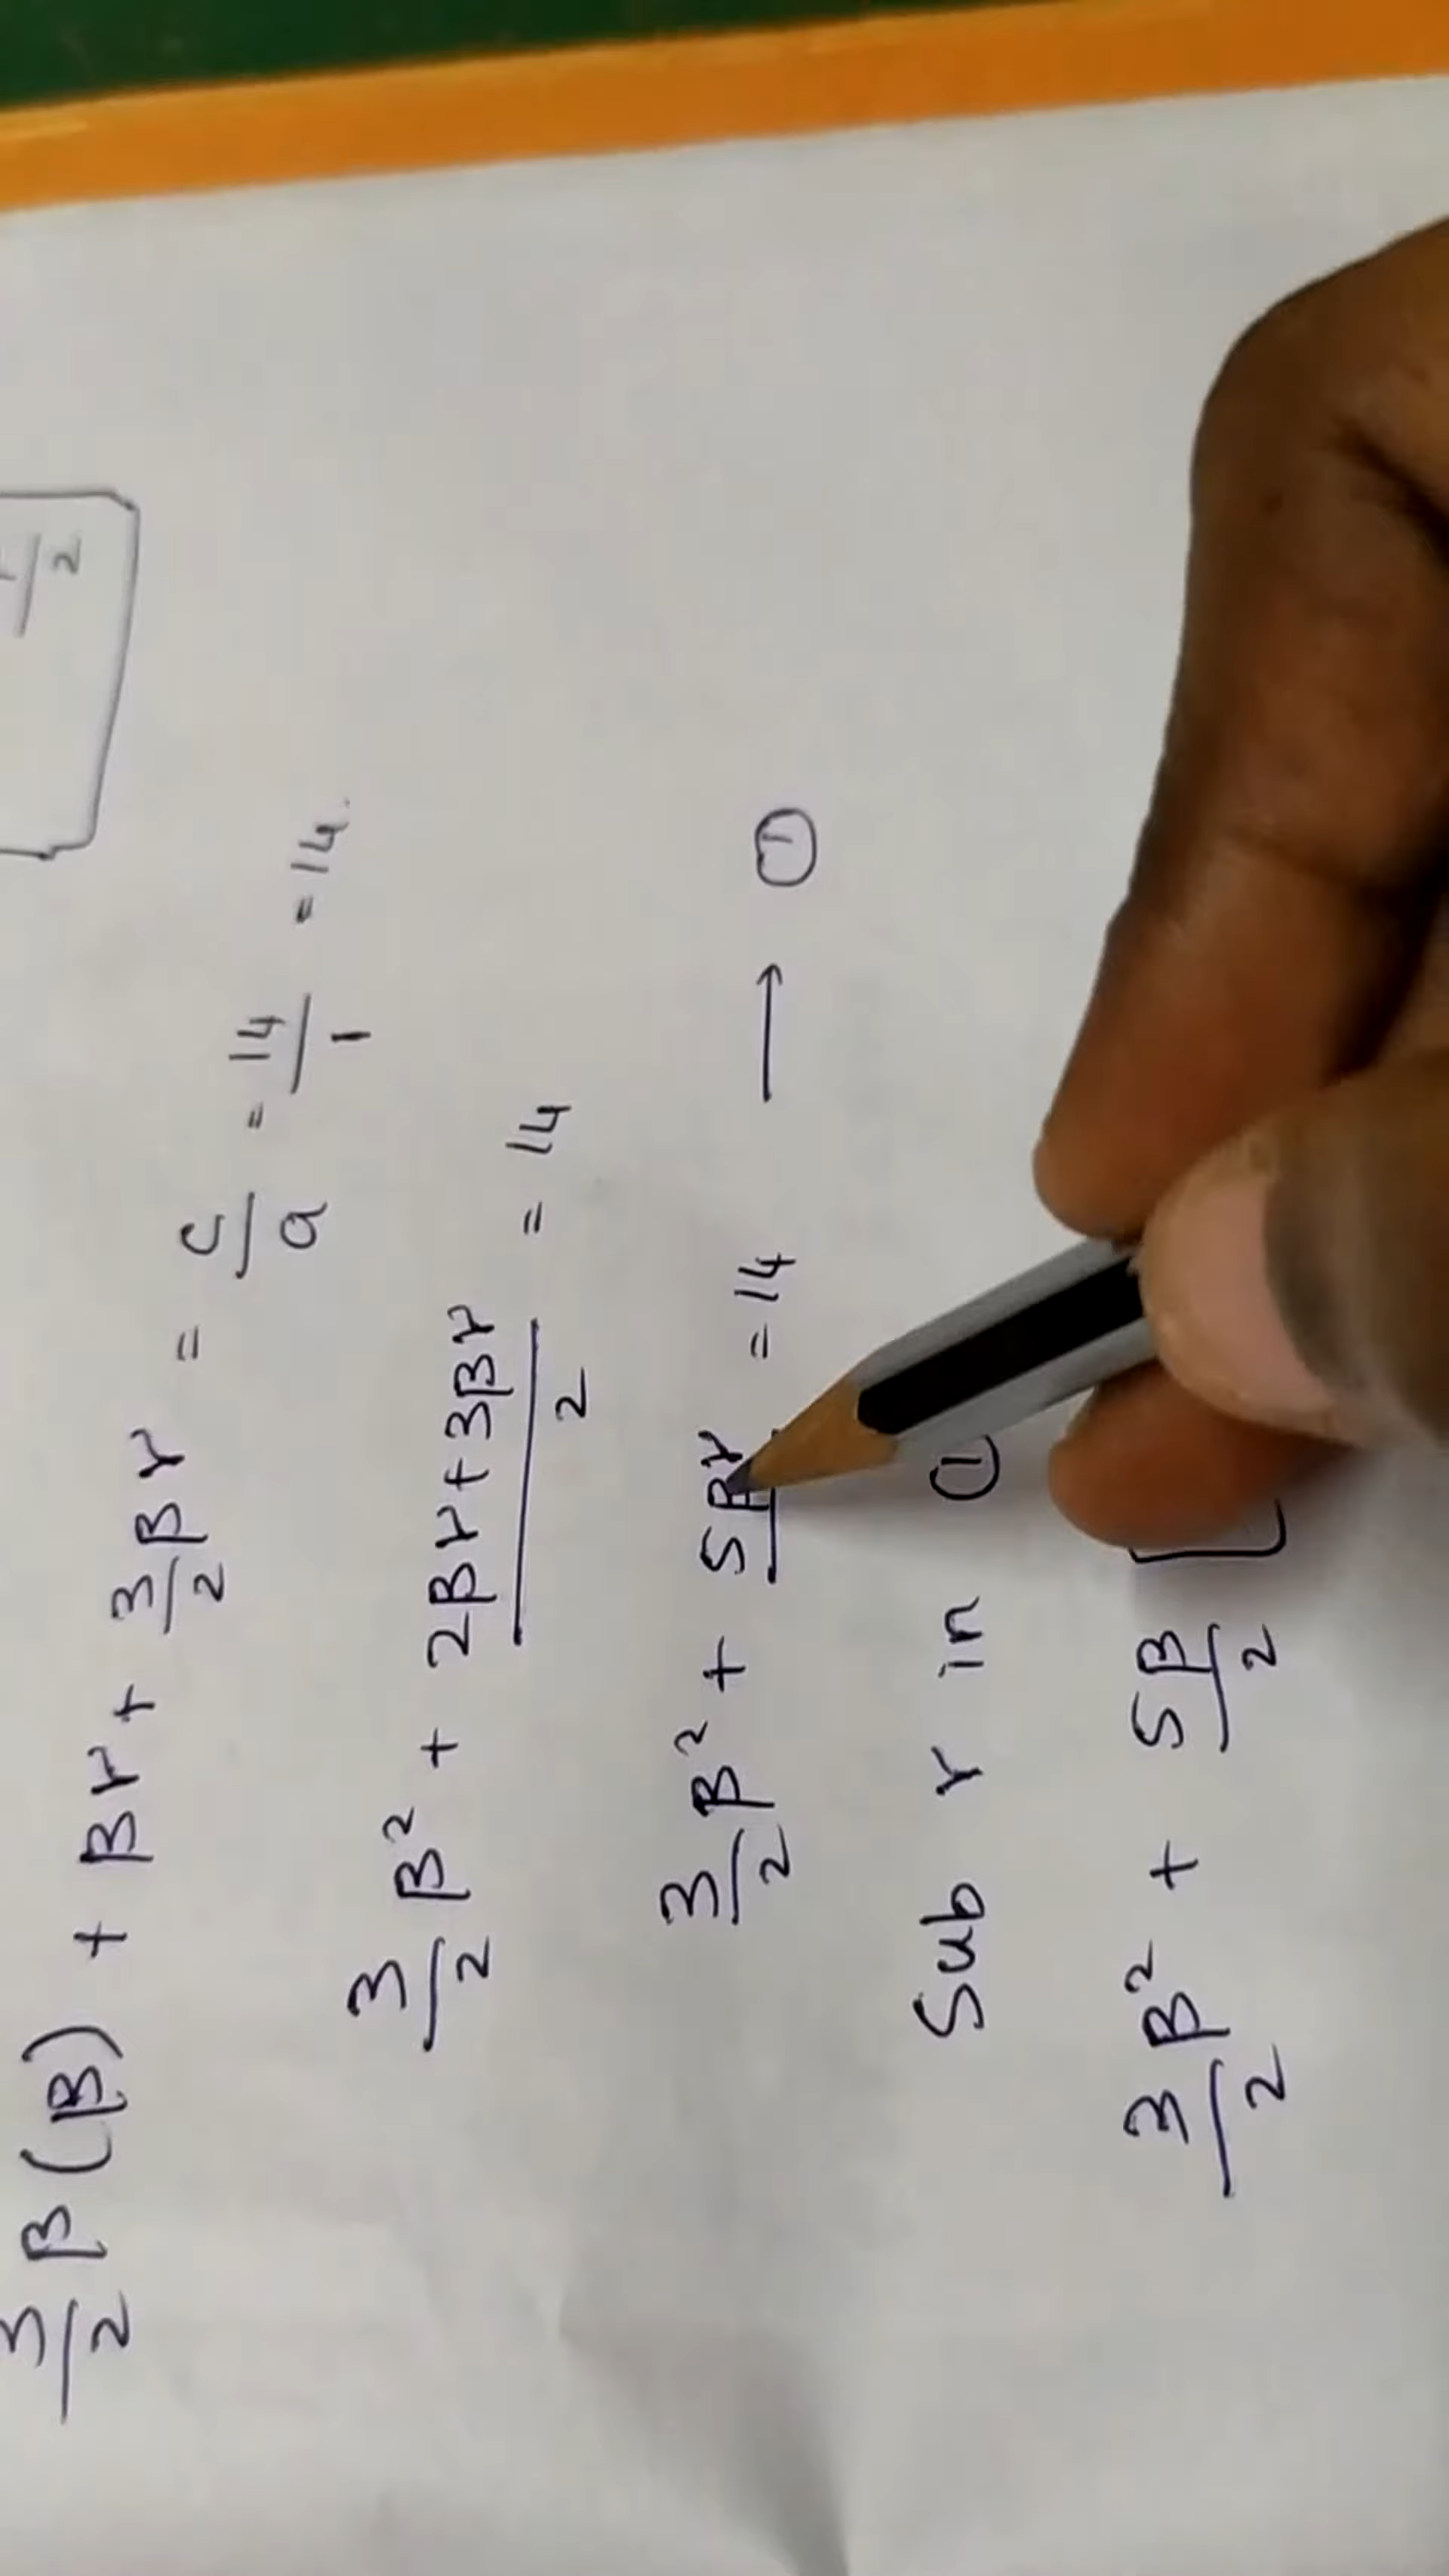 2
3/2 β(β) + βγ + 3/2 βγ = c/a = 14/1 = 14.
3/2 β² + (2βγ + 3βγ)/2 = 14
3/2 β² + 5βγ = 14 → ①
Sub γ in ①
3/2 β² + 5β/2 [